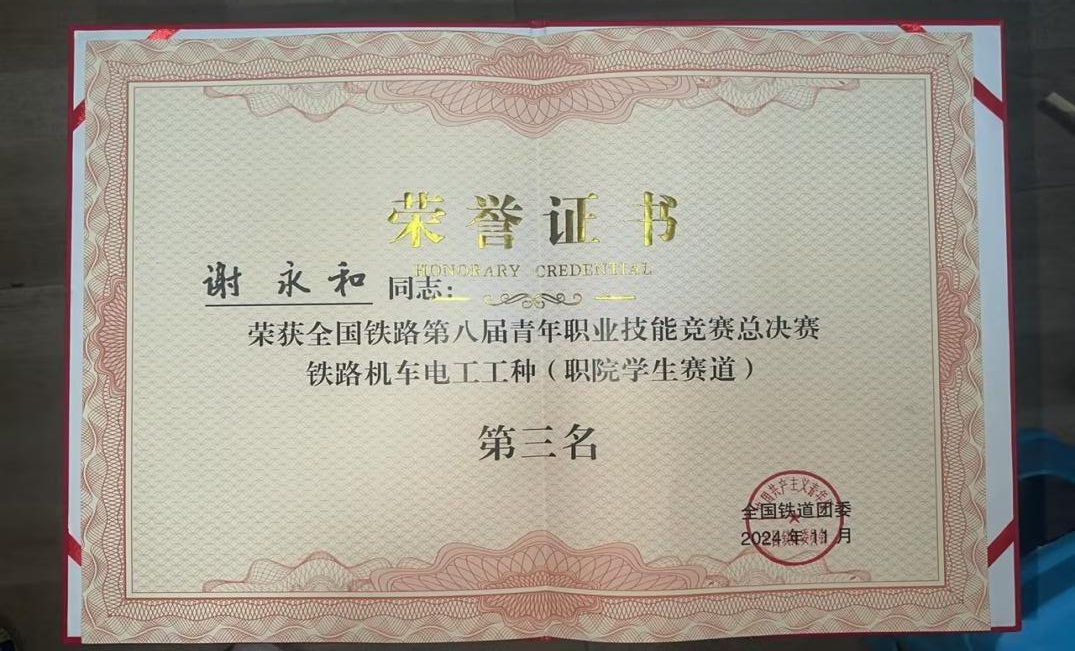 荣誉证书
HONORARY CREDENTIAL
谢永和 同志：
荣获全国铁路第八届青年职业技能竞赛总决赛
铁路机车电工工种（职院学生赛道）
第三名
全国铁道团委
2024年11月